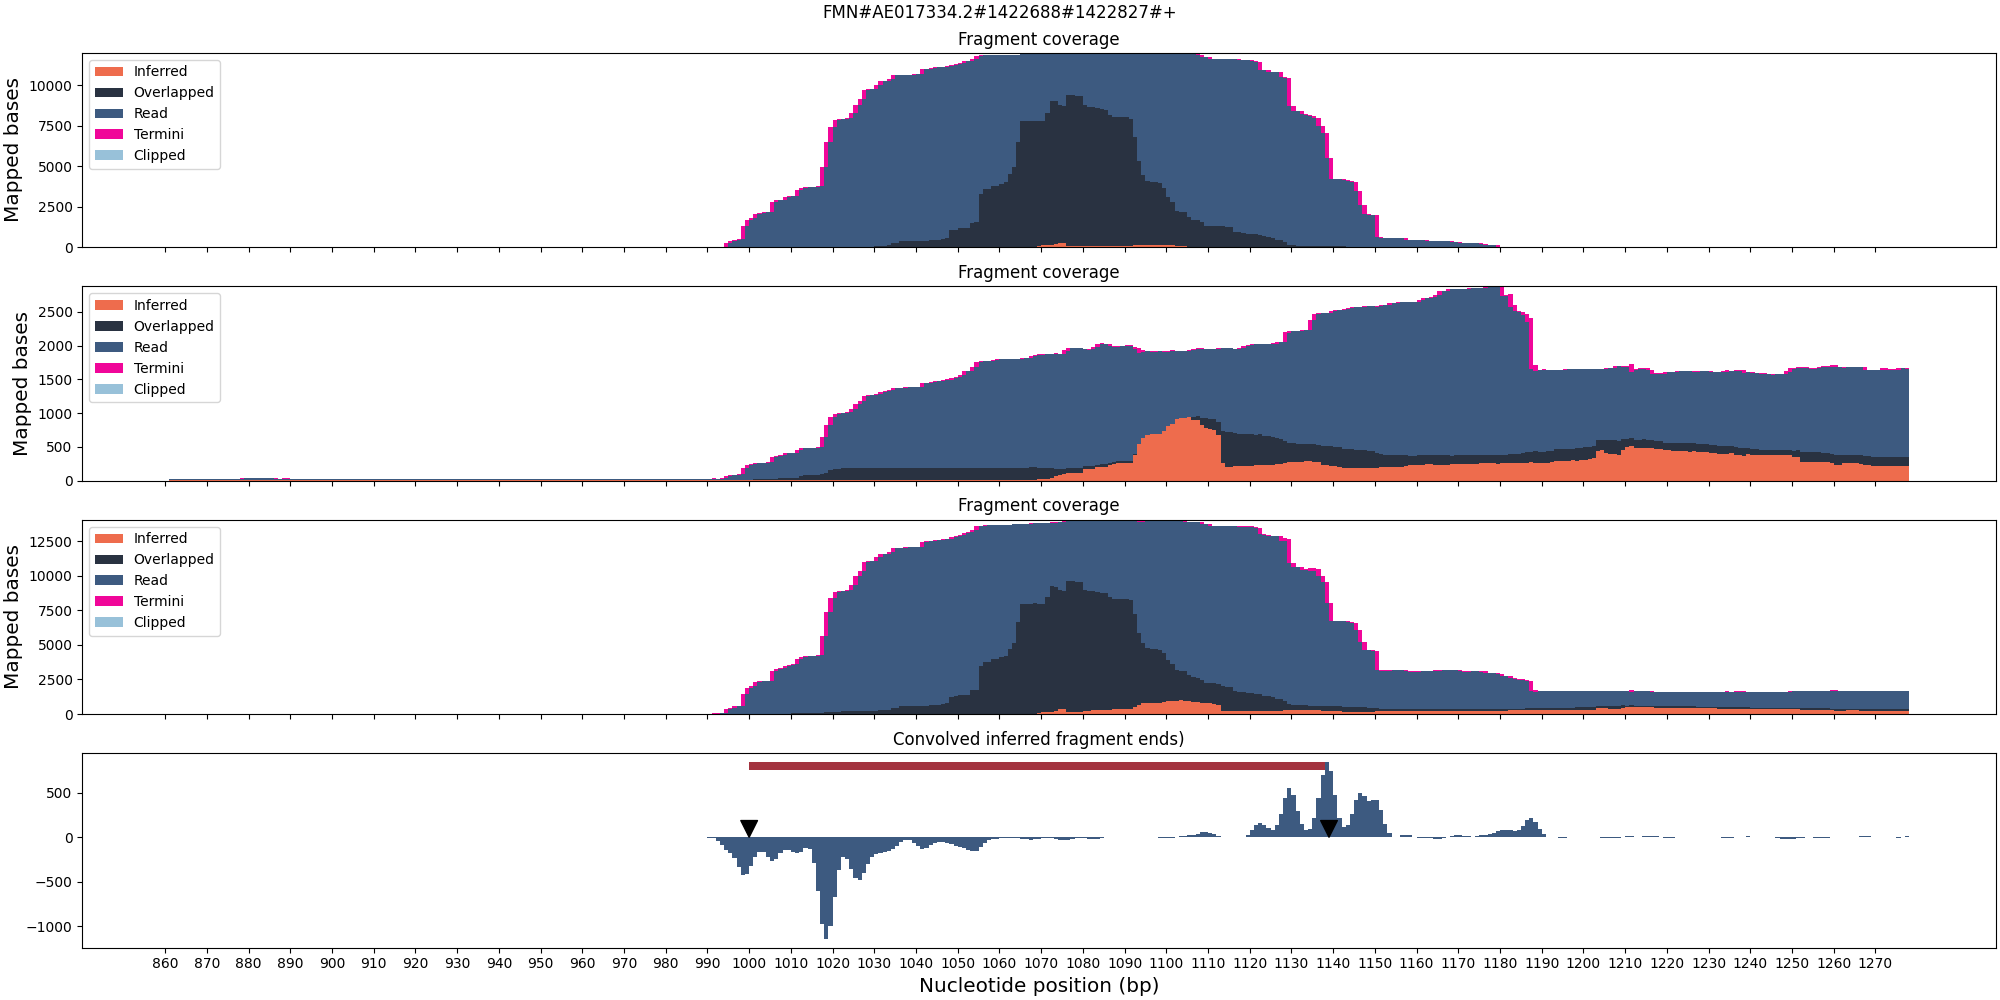 FMN#AE017334.2#1422688#1422827#+
Fragment coverage
Mapped bases
10000
7500
5000
2500
0
Inferred
Overlapped
Read
Termini
Clipped
Fragment coverage
Mapped bases
2500
2000
1500
1000
500
0
Inferred
Overlapped
Read
Termini
Clipped
Fragment coverage
Mapped bases
12500
10000
7500
5000
2500
0
Inferred
Overlapped
Read
Termini
Clipped
Convolved inferred fragment ends)
500
0
−500
−1000
860 870 880 890 900 910 920 930 940 950 960 970 980 990 1000 1010 1020 1030 1040 1050 1060 1070 1080 1090 1100 1110 1120 1130 1140 1150 1160 1170 1180 1190 1200 1210 1220 1230 1240 1250 1260 1270
Nucleotide position (bp)